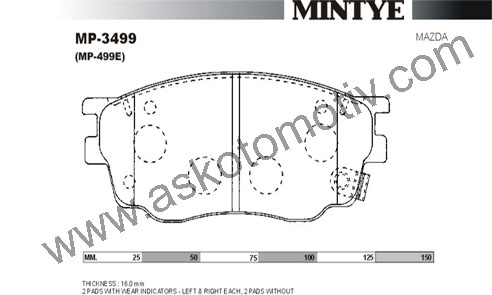 MINTYE
MP-3499
MAZDA
(MP-499E)
www.askotomotiv.com
MM. 25 50 75 100 125 150
THICKNESS : 16.0 mm
2 PADS WITH WEAR INDICATORS - LEFT & RIGHT EACH, 2 PADS WITHOUT.